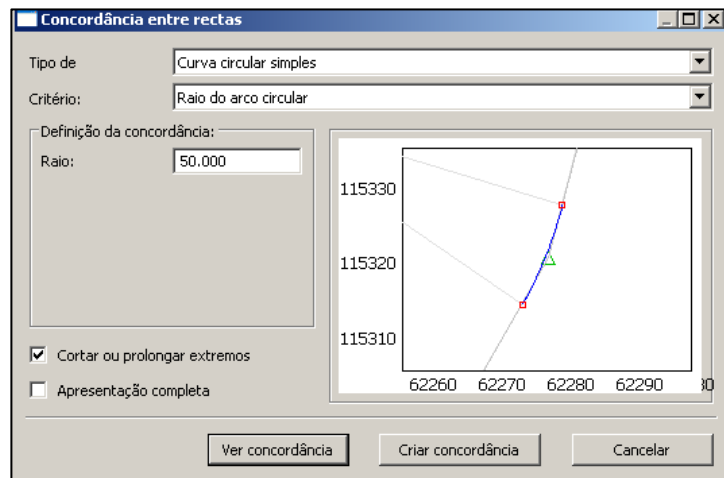 Concordância entre rectas
Tipo de
Curva circular simples
Critério:
Raio do arco circular
Definição da concordância:
Raio:
50.000
115330
115320
115310
62260 62270 62280 62290 30
Cortar ou prolongar extremos
Apresentação completa
Ver concordância
Criar concordância
Cancelar